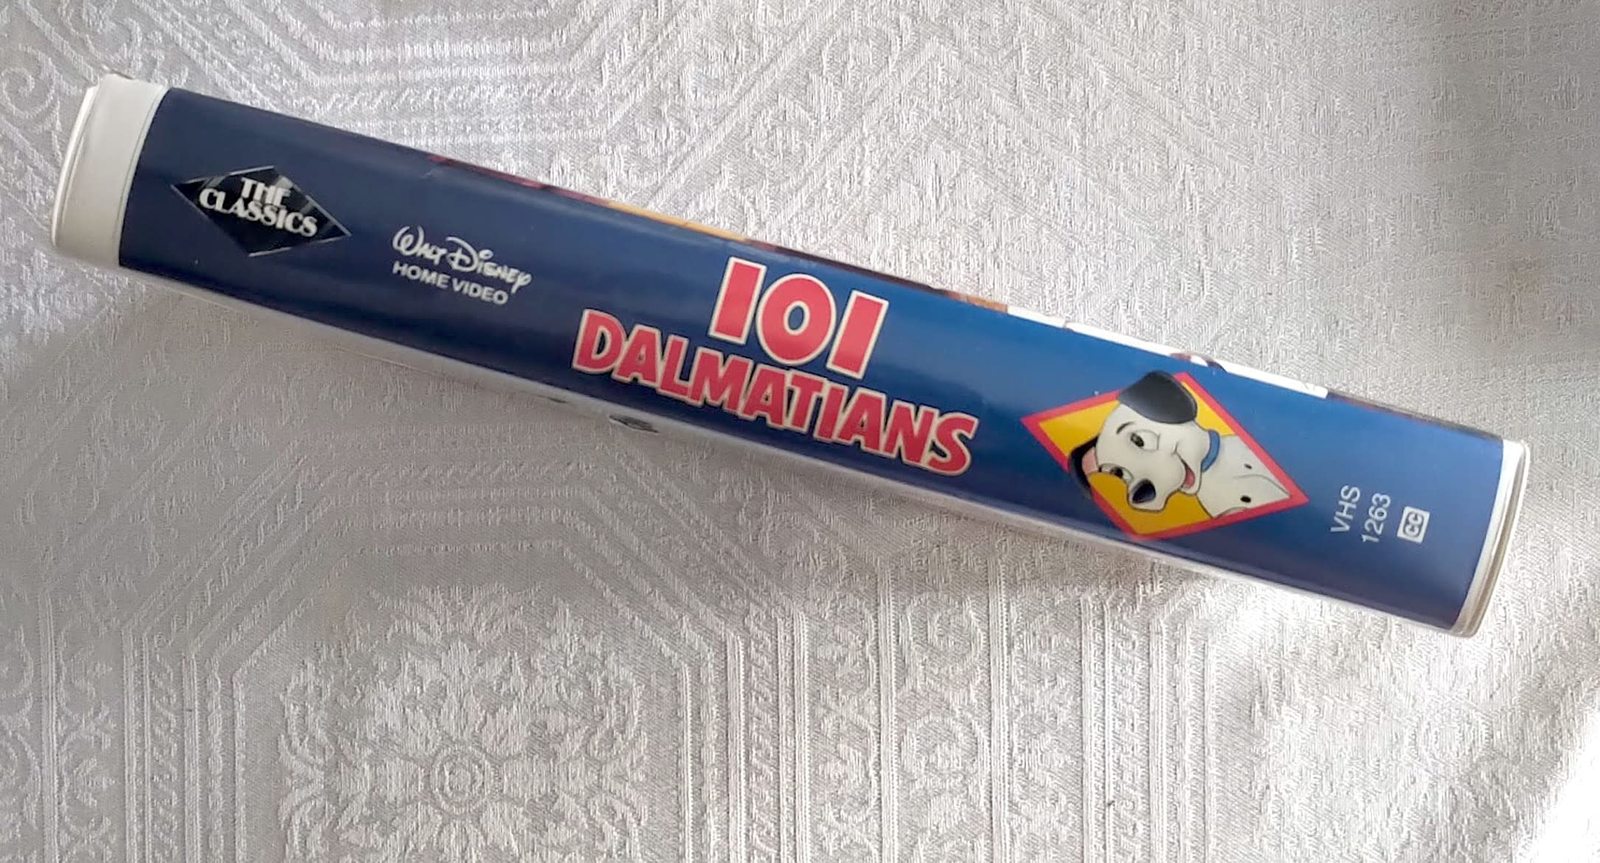 THE
CLASSICS
WALT DISNEY
HOME VIDEO
101
DALMATIANS
VHS
1263
CC